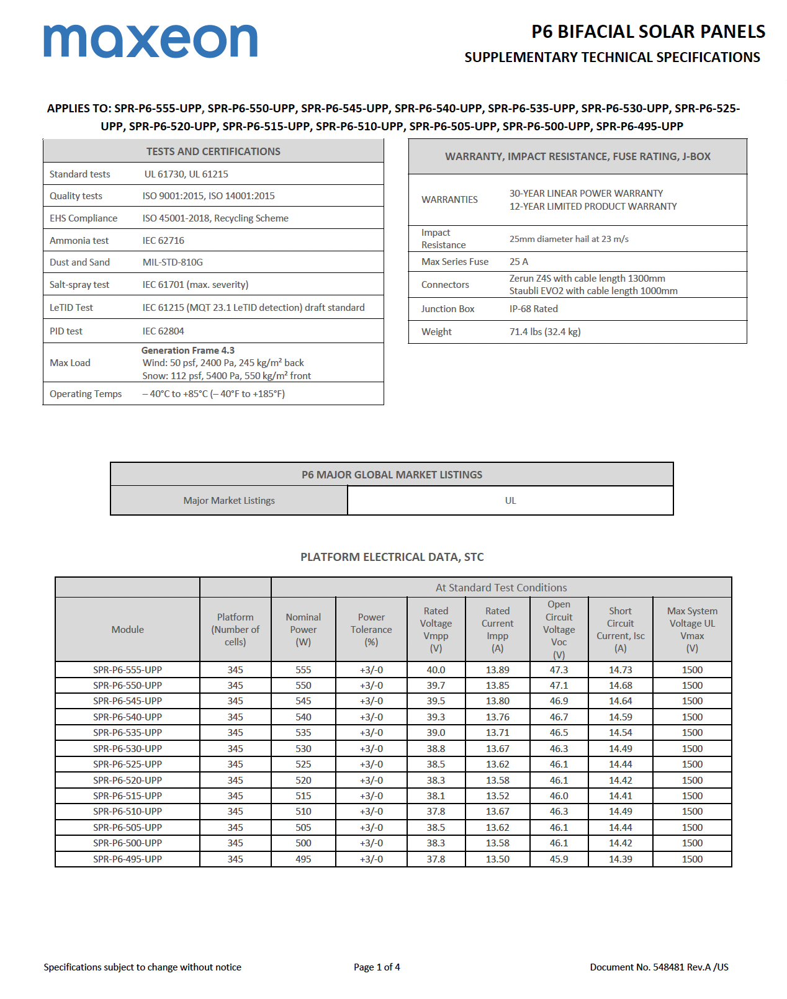 maxeon
P6 BIFACIAL SOLAR PANELS
SUPPLEMENTARY TECHNICAL SPECIFICATIONS
APPLIES TO: SPR-P6-555-UPP, SPR-P6-550-UPP, SPR-P6-545-UPP, SPR-P6-540-UPP, SPR-P6-535-UPP, SPR-P6-530-UPP, SPR-P6-525-
UPP, SPR-P6-520-UPP, SPR-P6-515-UPP, SPR-P6-510-UPP, SPR-P6-505-UPP, SPR-P6-500-UPP, SPR-P6-495-UPP
TESTS AND CERTIFICATIONS
Standard tests UL 61730, UL 61215
Quality tests ISO 9001:2015, ISO 14001:2015
EHS Compliance ISO 45001-2018, Recycling Scheme
Ammonia test IEC 62716
Dust and Sand MIL-STD-810G
Salt-spray test IEC 61701 (max. severity)
LeTID Test IEC 61215 (MQT 23.1 LeTID detection) draft standard
PID test IEC 62804
Generation Frame 4.3
Max Load Wind: 50 psf, 2400 Pa, 245 kg/m² back
Snow: 112 psf, 5400 Pa, 550 kg/m² front
Operating Temps – 40°C to +85°C (– 40°F to +185°F)
WARRANTY, IMPACT RESISTANCE, FUSE RATING, J-BOX
WARRANTIES 30-YEAR LINEAR POWER WARRANTY
12-YEAR LIMITED PRODUCT WARRANTY
Impact
Resistance 25mm diameter hail at 23 m/s
Max Series Fuse 25 A
Connectors Zerun Z4S with cable length 1300mm
Staubli EVO2 with cable length 1000mm
Junction Box IP-68 Rated
Weight 71.4 lbs (32.4 kg)
P6 MAJOR GLOBAL MARKET LISTINGS
Major Market Listings UL
PLATFORM ELECTRICAL DATA, STC
At Standard Test Conditions
Module
Platform
(Number of
cells)
Nominal
Power
(W)
Power
Tolerance
(%)
Rated
Voltage
Vmpp
(V)
Rated
Current
Impp
(A)
Open
Circuit
Voltage
Voc
(V)
Short
Circuit
Current, Isc
(A)
Max System
Voltage UL
Vmax
(V)
SPR-P6-555-UPP 345 555 +3/-0 40.0 13.89 47.3 14.73 1500
SPR-P6-550-UPP 345 550 +3/-0 39.7 13.85 47.1 14.68 1500
SPR-P6-545-UPP 345 545 +3/-0 39.5 13.80 46.9 14.64 1500
SPR-P6-540-UPP 345 540 +3/-0 39.3 13.76 46.7 14.59 1500
SPR-P6-535-UPP 345 535 +3/-0 39.0 13.71 46.5 14.54 1500
SPR-P6-530-UPP 345 530 +3/-0 38.8 13.67 46.3 14.49 1500
SPR-P6-525-UPP 345 525 +3/-0 38.5 13.62 46.1 14.44 1500
SPR-P6-520-UPP 345 520 +3/-0 38.3 13.58 46.1 14.42 1500
SPR-P6-515-UPP 345 515 +3/-0 38.1 13.52 46.0 14.41 1500
SPR-P6-510-UPP 345 510 +3/-0 37.8 13.67 46.3 14.49 1500
SPR-P6-505-UPP 345 505 +3/-0 38.5 13.62 46.1 14.44 1500
SPR-P6-500-UPP 345 500 +3/-0 38.3 13.58 46.1 14.42 1500
SPR-P6-495-UPP 345 495 +3/-0 37.8 13.50 45.9 14.39 1500
Specifications subject to change without notice Page 1 of 4 Document No. 548481 Rev.A /US